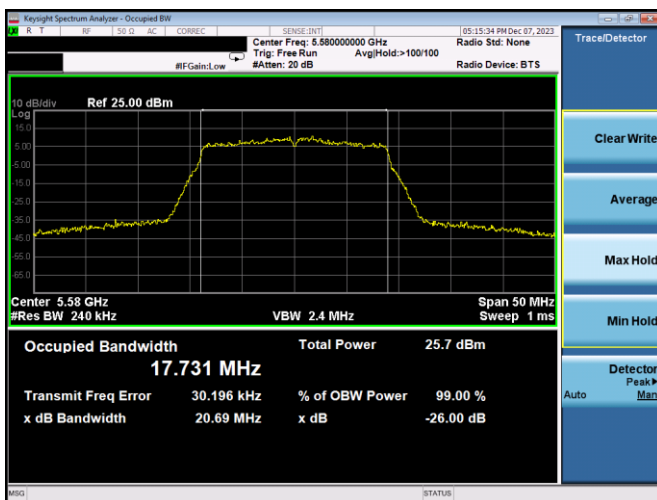 Keysight Spectrum Analyzer - Occupied BW
R T RF 50 Ω AC CORREC SENSE:INT 05:15:34 PM Dec 07, 2023
Center Freq: 5.580000000 GHz Radio Std: None
Trig: Free Run Avg|Hold:>100/100
#IFGain:Low #Atten: 20 dB Radio Device: BTS
10 dB/div Ref 25.00 dBm
Log
15.0
5.00
-5.00
-15.0
-25.0
-35.0
-45.0
-55.0
-65.0
Center 5.58 GHz Span 50 MHz
#Res BW 240 kHz VBW 2.4 MHz Sweep 1 ms
Occupied Bandwidth Total Power 25.7 dBm
17.731 MHz
Transmit Freq Error 30.196 kHz % of OBW Power 99.00 %
x dB Bandwidth 20.69 MHz x dB -26.00 dB
MSG STATUS
Trace/Detector
Clear Write
Average
Max Hold
Min Hold
Detector
Peak
Auto Man